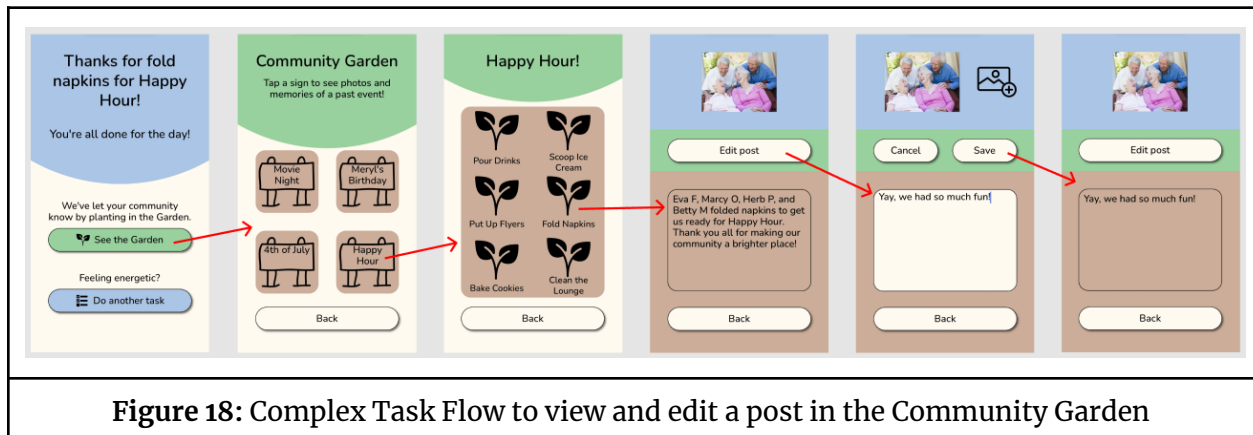 Thanks for fold
napkins for Happy
Hour!
You're all done for the day!
We've let your community
know by planting in the Garden.
See the Garden
Feeling energetic?
Do another task
Community Garden
Tap a sign to see photos and
memories of a past event!
Movie
Night
Meryl's
Birthday
4th of July
Happy
Hour
Back
Happy Hour!
Pour Drinks
Scoop Ice
Cream
Put Up Flyers
Fold Napkins
Bake Cookies
Clean the
Lounge
Back
Edit post
Eva F, Marcy O, Herb P, and
Betty M folded napkins to get
us ready for Happy Hour.
Thank you all for making our
community a brighter place!
Back
Cancel
Save
Yay, we had so much fun!
Back
Edit post
Yay, we had so much fun!
Back
Figure 18: Complex Task Flow to view and edit a post in the Community Garden